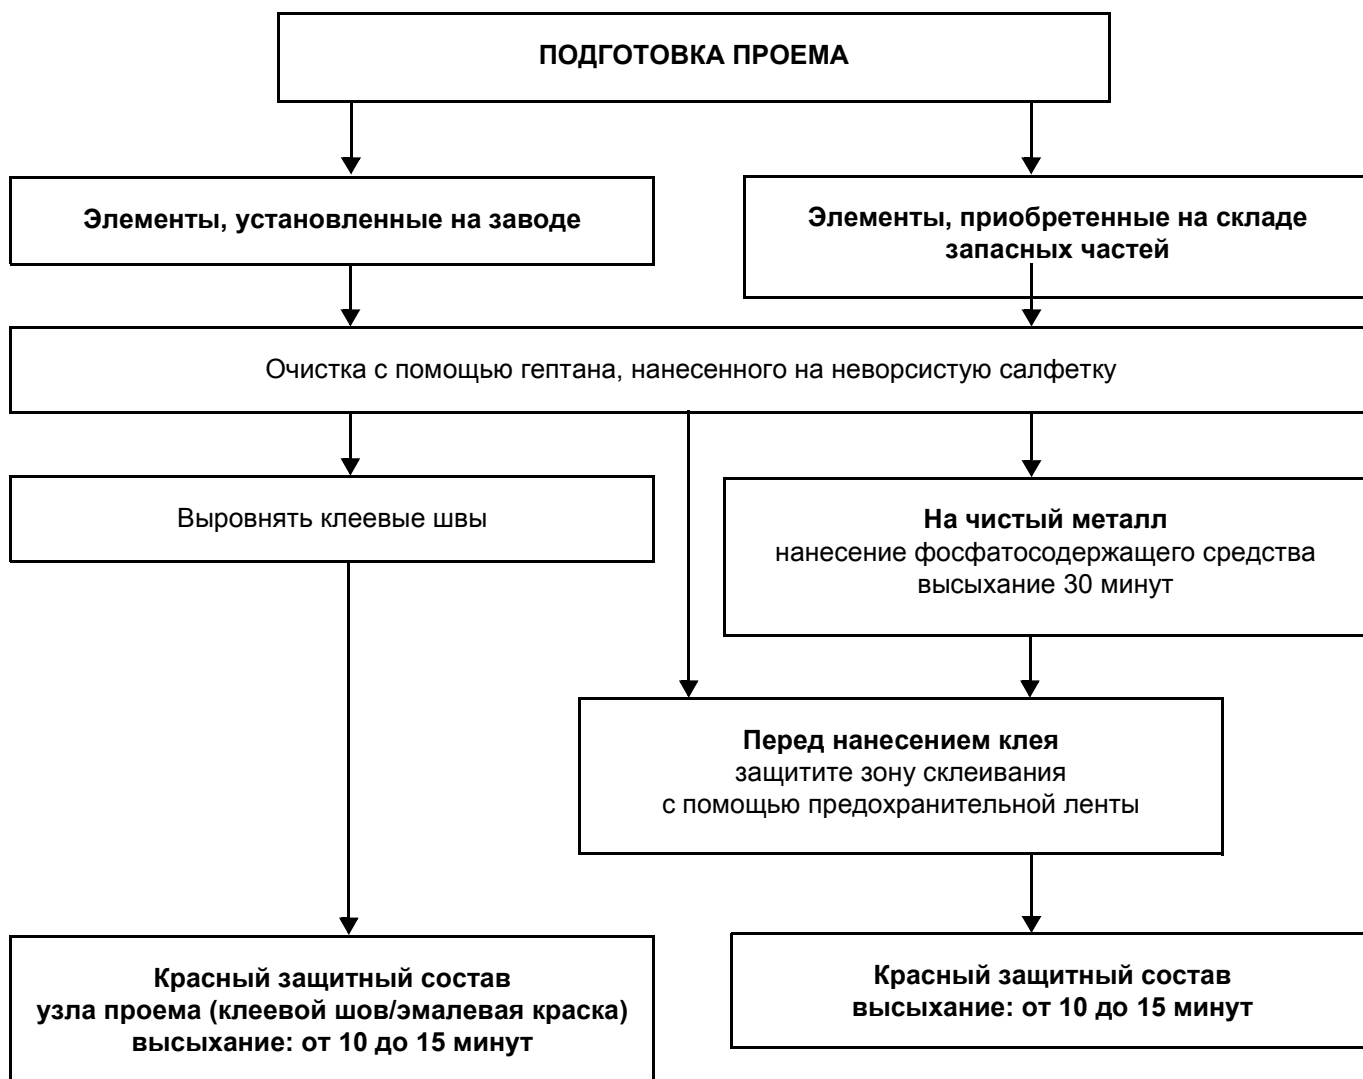 ПОДГОТОВКА ПРОЕМА
Элементы, установленные на заводе
Элементы, приобретенные на складе
запасных частей
Очистка с помощью гептана, нанесенного на неворсистую салфетку
Выровнять клеевые швы
На чистый металл
нанесение фосфатосодержащего средства
высыхание 30 минут
Перед нанесением клея
защитите зону склеивания
с помощью предохранительной ленты
Красный защитный состав
узла проема (клеевой шов/эмалевая краска)
высыхание: от 10 до 15 минут
Красный защитный состав
высыхание: от 10 до 15 минут